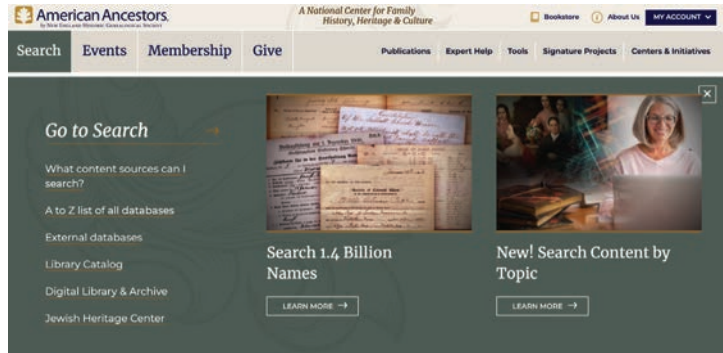 American Ancestors.
by New England Historic Genealogical Society
A National Center for Family
History, Heritage & Culture
Bookstore
About Us
MY ACCOUNT
Search
Events
Membership
Give
Publications
Expert Help
Tools
Signature Projects
Centers & Initiatives
Go to Search →
What content sources can I
search?
A to Z list of all databases
External databases
Library Catalog
Digital Library & Archive
Jewish Heritage Center
Search 1.4 Billion
Names
LEARN MORE →
New! Search Content by
Topic
LEARN MORE →